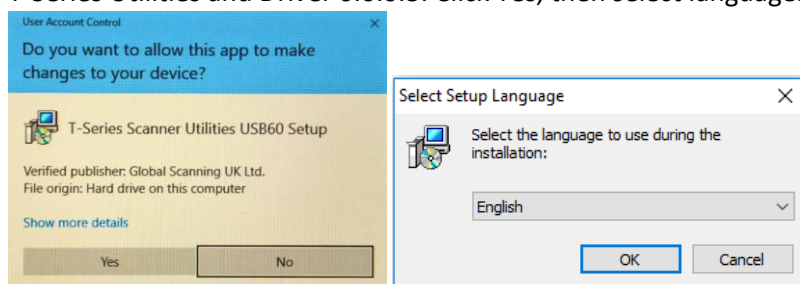 User Account Control
Do you want to allow this app to make
changes to your device?
T-Series Scanner Utilities USB60 Setup
Verified publisher: Global Scanning UK Ltd.
File origin: Hard drive on this computer
Show more details
Yes
No
Select Setup Language
Select the language to use during the
installation:
English
OK
Cancel